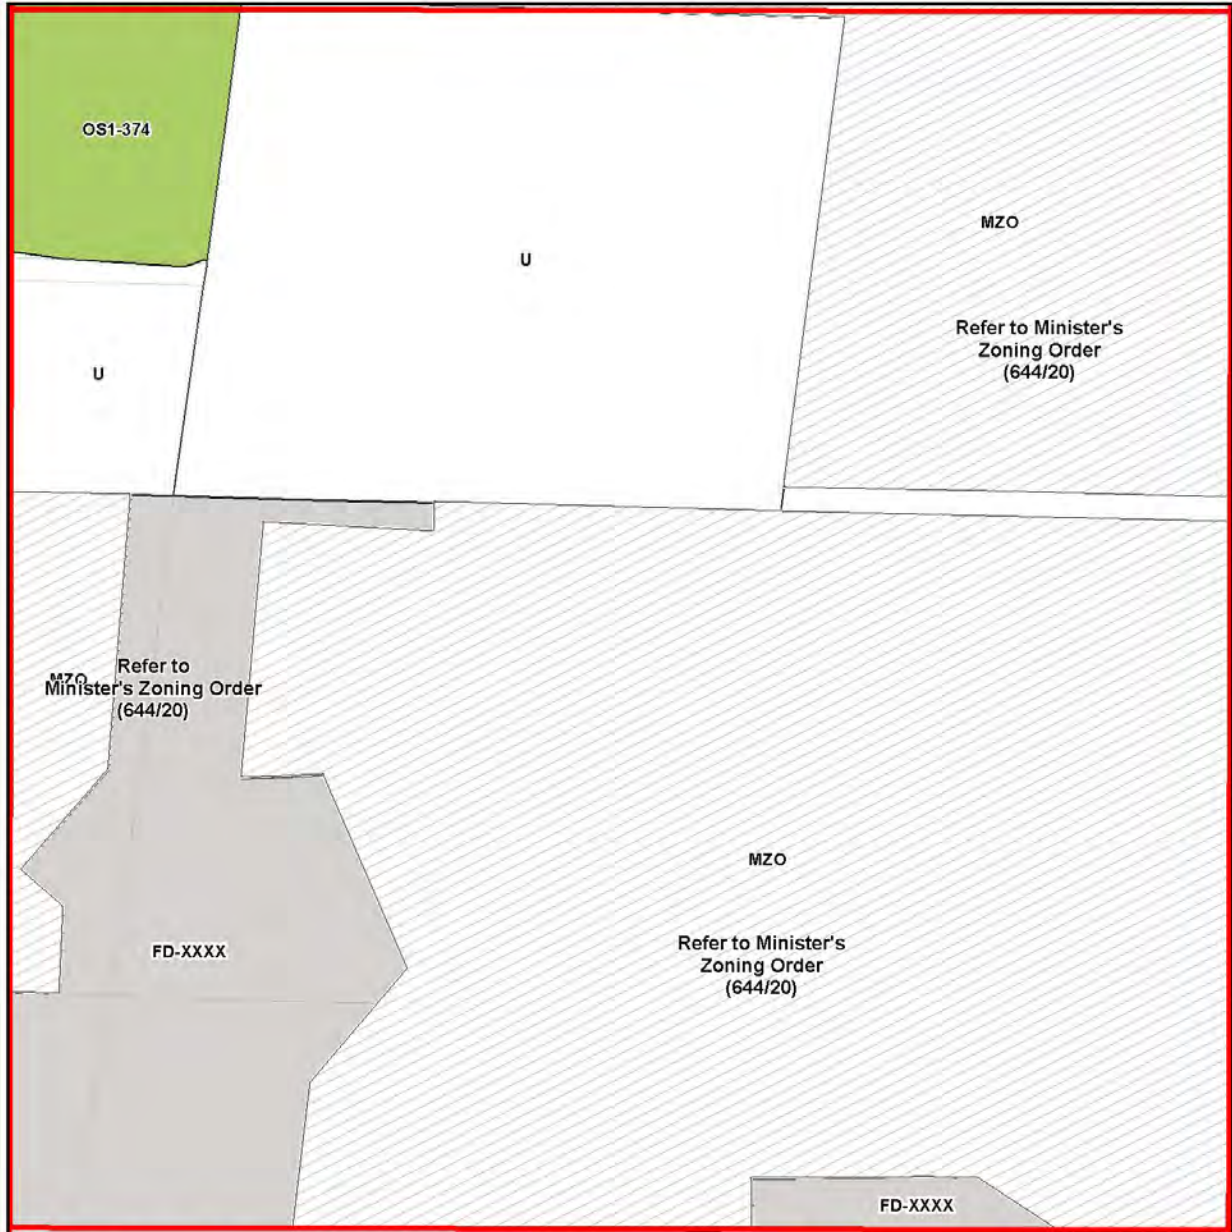 OS1-374
MZO
U
Refer to Minister's
Zoning Order
(644/20)
U
MZO
Refer to
Minister's Zoning Order
(644/20)
MZO
FD-XXXX
Refer to Minister's
Zoning Order
(644/20)
FD-XXXX